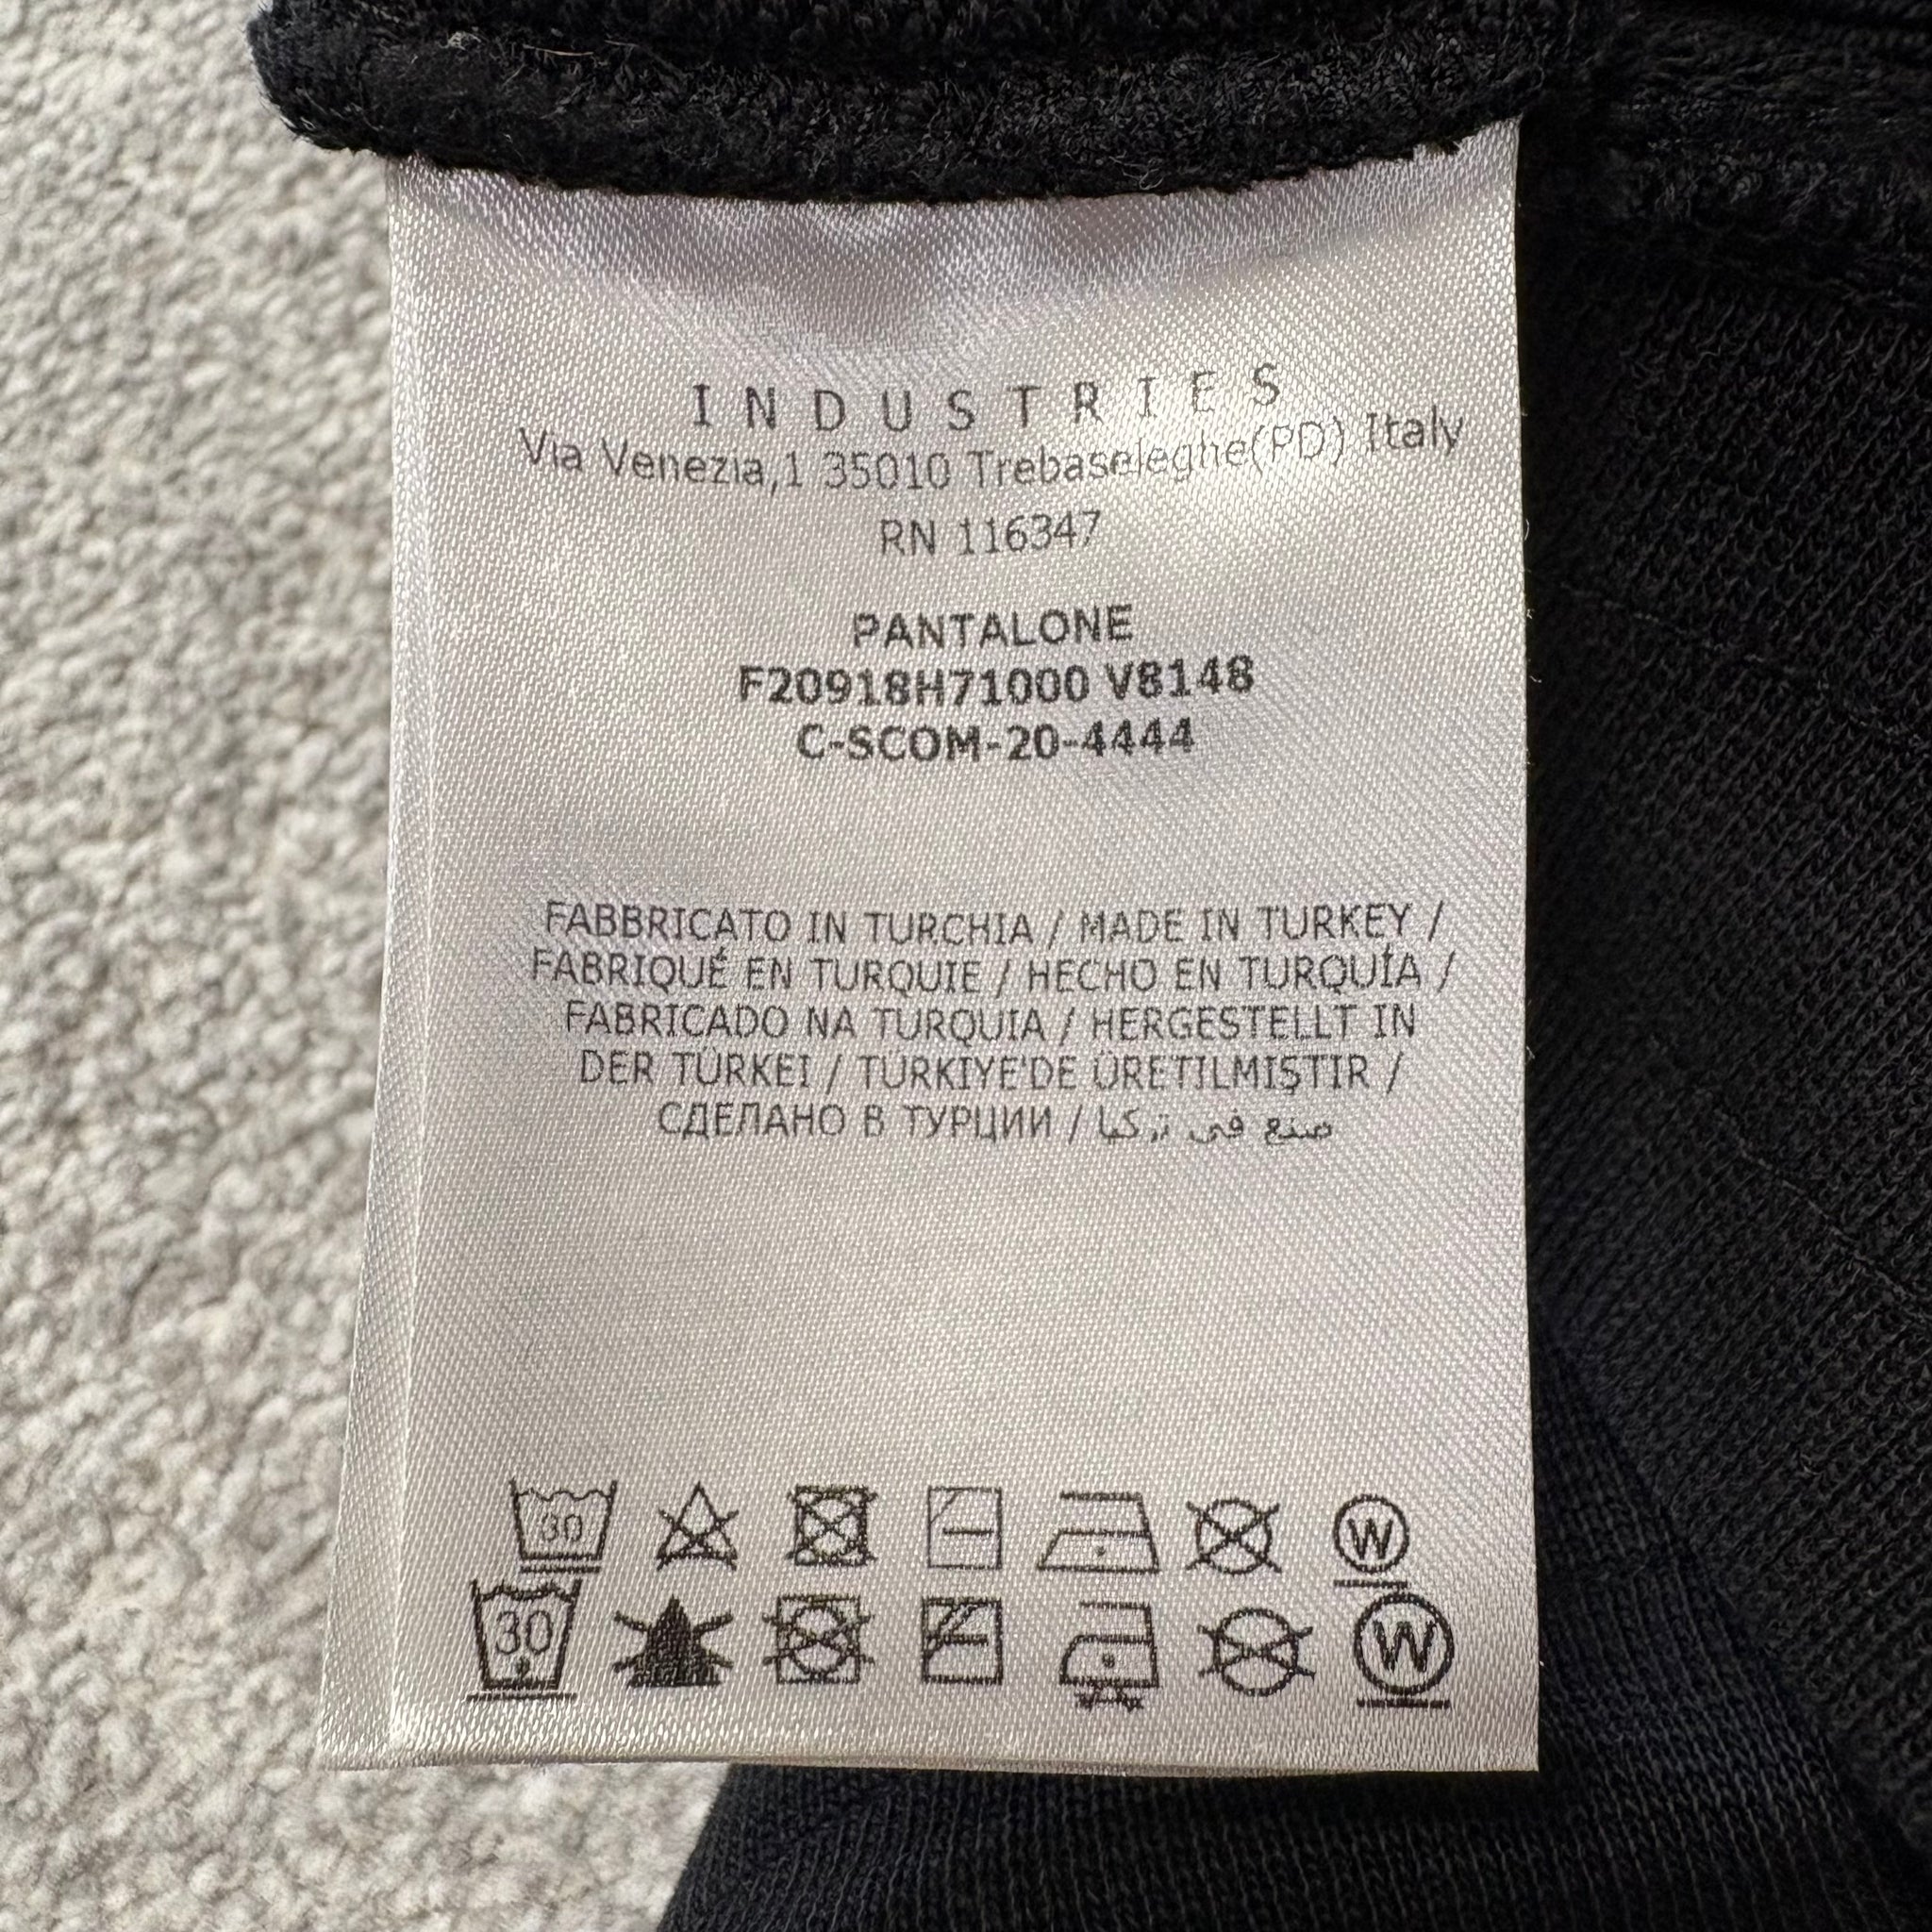 INDUSTRIES
Via Venezia,1 35010 Trebaseleghe(PD) Italy
RN 116347
PANTALONE
F20918H71000 V8148
C-SCOM-20-4444
FABBRICATO IN TURCHIA / MADE IN TURKEY /
FABRIQUÉ EN TURQUIE / HECHO EN TURQUÍA /
FABRICADO NA TURQUIA / HERGESTELLT IN
DER TÜRKEI / TURKIYE'DE ÜRETILMIŞTIR /
СДЕЛАНО В ТУРЦИИ / صنع في تركيا
30 W
30 W